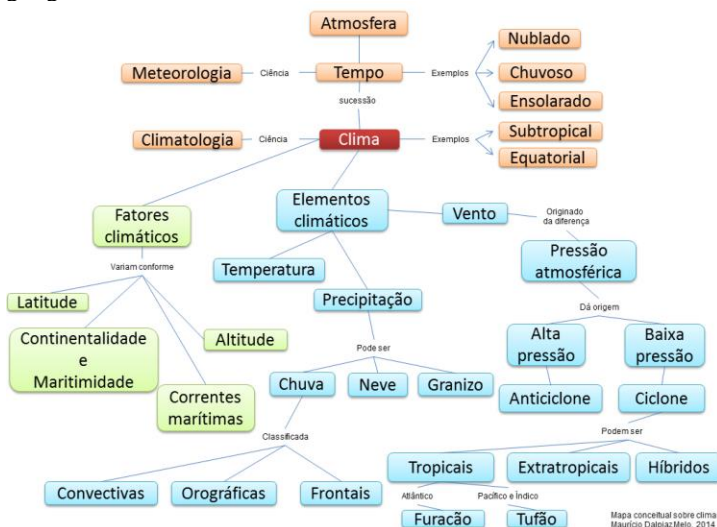 Atmosfera
Nublado
Meteorologia
Ciência
Tempo
Exemplos
Chuvoso
sucessão
Ensolarado
Climatologia
Ciência
Clima
Exemplos
Subtropical
Equatorial
Fatores
climáticos
Elementos
climáticos
Vento
Originado
da diferença
Pressão
atmosférica
Variam conforme
Temperatura
Latitude
Precipitação
Dá origem
Continentalidade
e
Maritimidade
Altitude
Correntes
marítimas
Pode ser
Alta
pressão
Baixa
pressão
Chuva
Neve
Granizo
Anticiclone
Ciclone
Classificada
Podem ser
Convectivas
Orográficas
Frontais
Tropicais
Extratropicais
Híbridos
Atlântico
Pacífico e Índico
Furacão
Tufão
Mapa conceitual sobre clima
Maurício Dalpiaz Melo, 2014